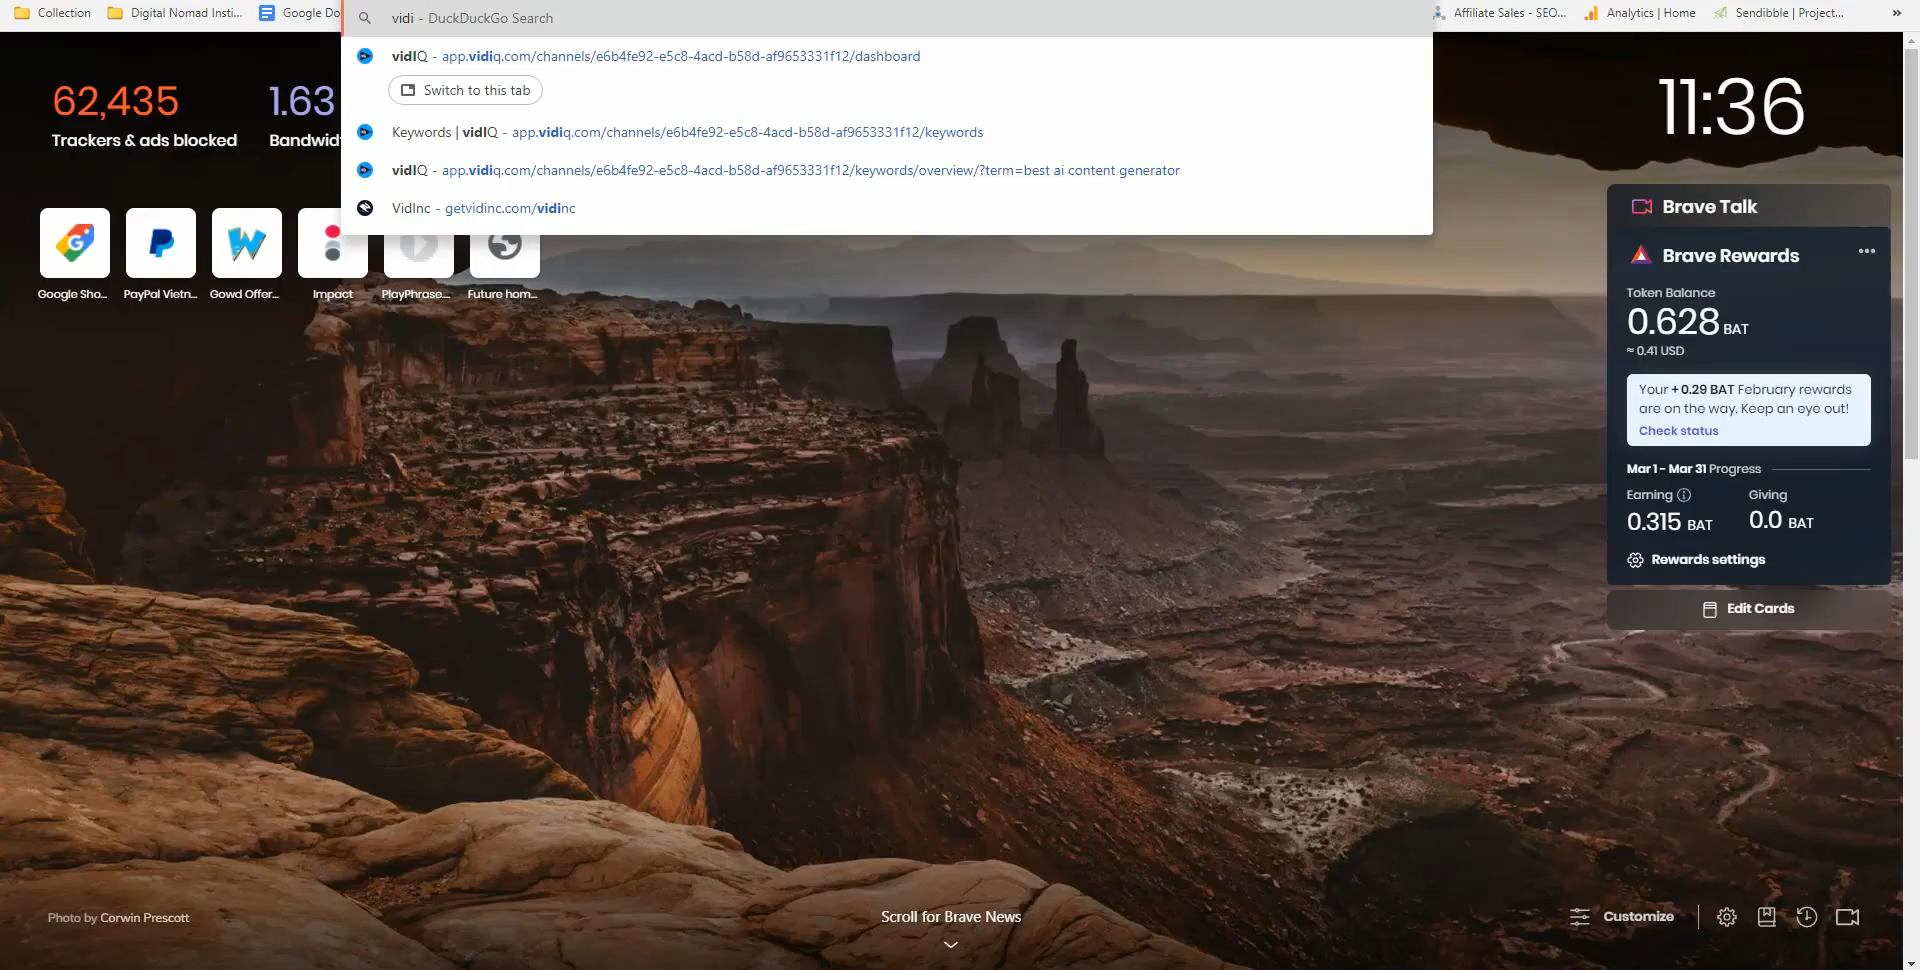 Collection
Digital Nomad Insti...
Google Do
vidi - DuckDuckGo Search
Affiliate Sales - SEO...
Analytics | Home
Sendibble | Project...
»
vidIQ - app.vidiq.com/channels/e6b4fe92-e5c8-4acd-b58d-af9653331f12/dashboard
Switch to this tab
Keywords | vidIQ - app.vidiq.com/channels/e6b4fe92-e5c8-4acd-b58d-af9653331f12/keywords
vidIQ - app.vidiq.com/channels/e6b4fe92-e5c8-4acd-b58d-af9653331f12/keywords/overview/?term=best ai content generator
VidInc - getvidinc.com/vidinc
62,435
Trackers & ads blocked
1.63
Bandwid
11:36
Google Sho...
PayPal Vietn...
Gowd Offer...
Impact
PlayPhrase...
Future hom...
Brave Talk
Brave Rewards
Token Balance
0.628 BAT
≈ 0.41 USD
Your + 0.29 BAT February rewards
are on the way. Keep an eye out!
Check status
Mar 1 - Mar 31 Progress
Earning
Giving
0.315 BAT
0.0 BAT
Rewards settings
Edit Cards
Photo by Corwin Prescott
Scroll for Brave News
Customize